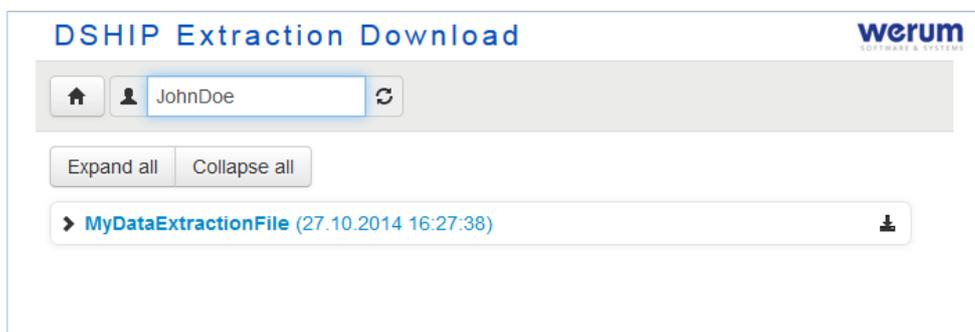 DSHIP Extraction Download
werum
SOFTWARE & SYSTEMS
JohnDoe
Expand all Collapse all
MyDataExtractionFile (27.10.2014 16:27:38)